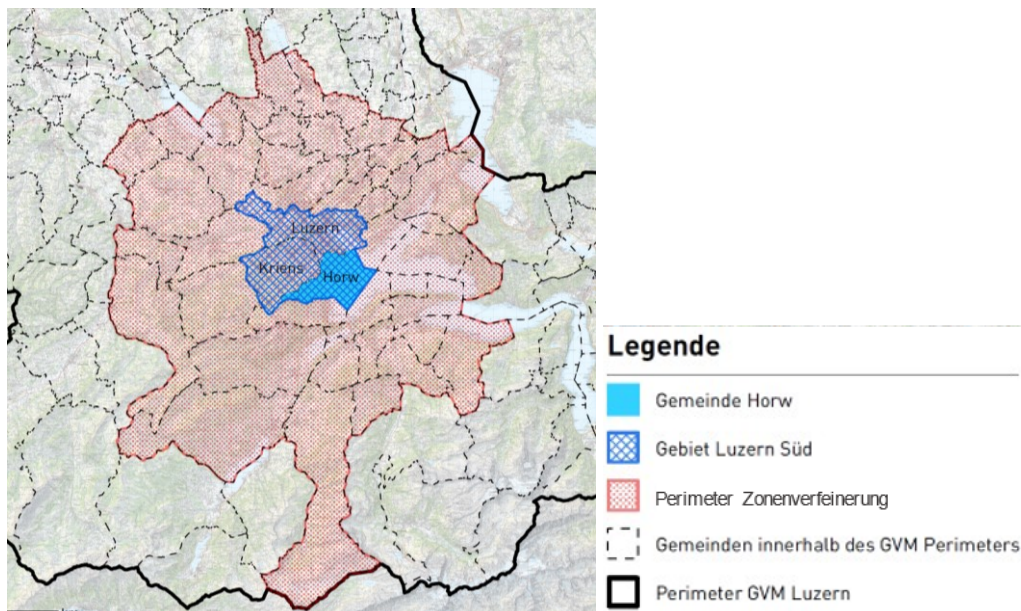 Luzern
Kriens
Horw
Legende
Gemeinde Horw
Gebiet Luzern Süd
Perimeter Zonenverfeinerung
Gemeinden innerhalb des GVM Perimeters
Perimeter GVM Luzern